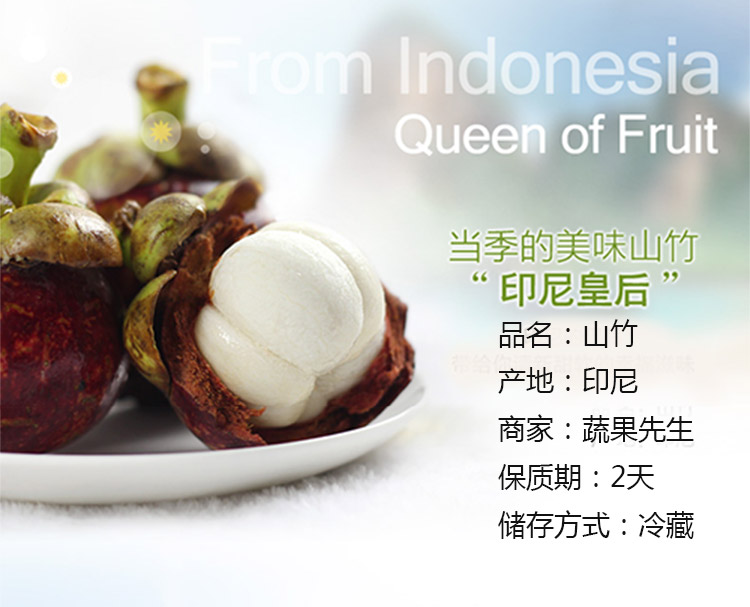 From Indonesia
Queen of Fruit
当季的美味山竹
“印尼皇后”
品名：山竹
产地：印尼
商家：蔬果先生
保质期：2天
储存方式：冷藏